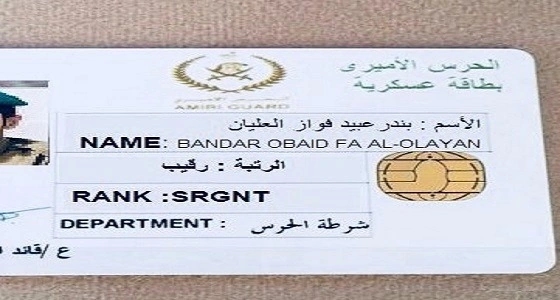 الحرس الأميري
بطاقة عسكرية
AMIRI GUARD
الأسم : بندر عبيد فواز العليان
NAME: BANDAR OBAID FA AL-OLAYAN
الرتبة : رقيب
RANK :SRGNT
DEPARTMENT : شرطة الحرس
ع /قائد